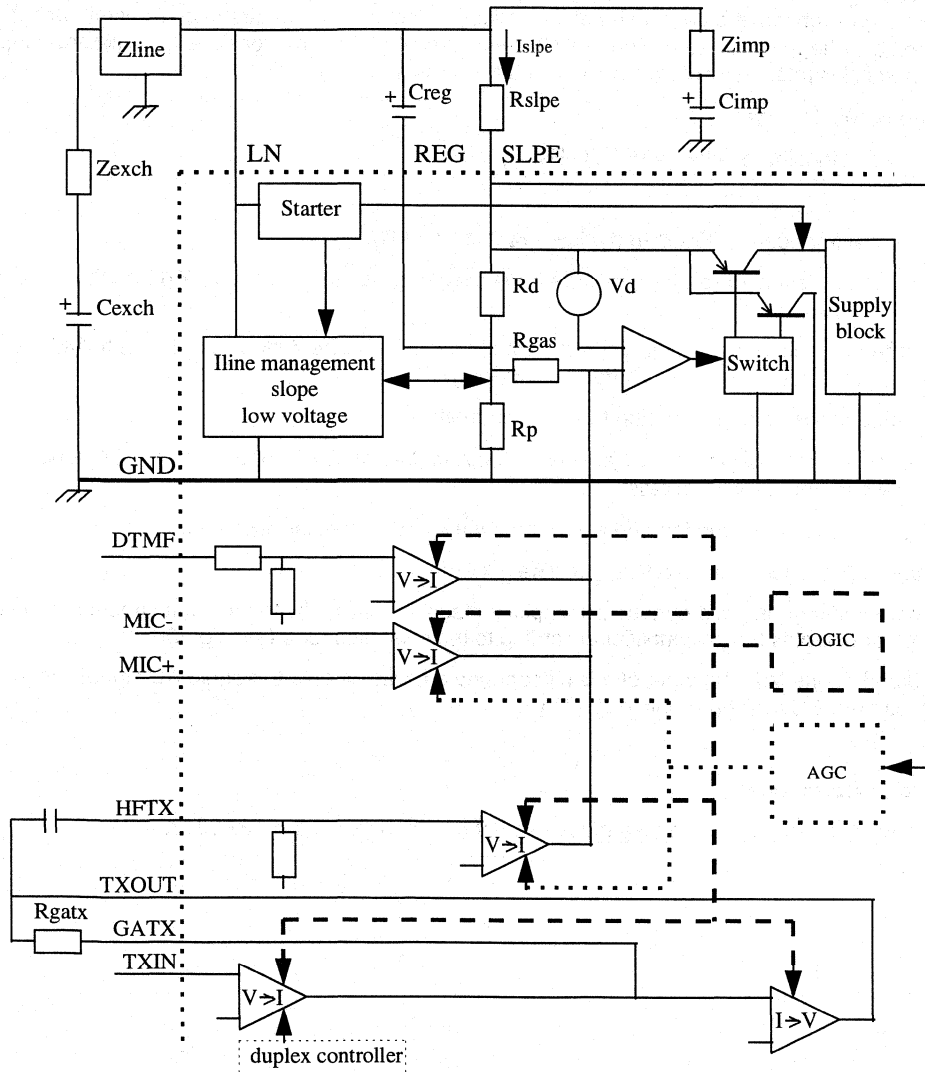 Zline
Islpe
Zimp
Creg
+
Rslpe
+
Cimp
Zexch
LN
REG
SLPE
Starter
Cexch
+
Rd
Vd
Supply
block
Rgas
Iline management
slope
low voltage
Switch
Rp
GND
DTMF
V→I
MIC-
V→I
LOGIC
MIC+
AGC
HFTX
V→I
TXOUT
Rgatx
GATX
TXIN
V→I
I→V
duplex controller